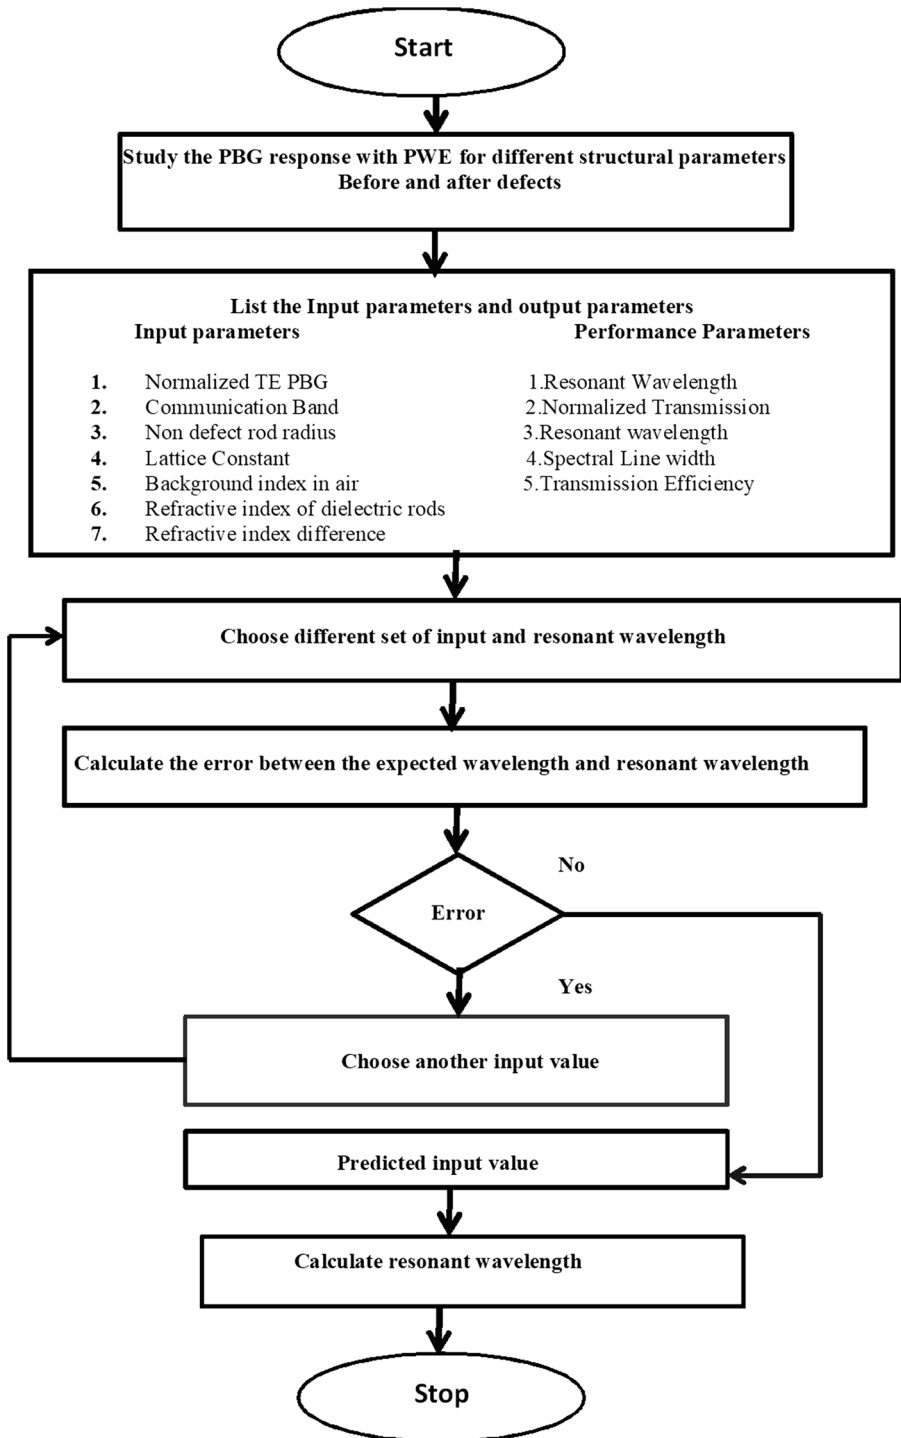 Start
Study the PBG response with PWE for different structural parameters
Before and after defects
List the Input parameters and output parameters
Input parameters
Performance Parameters
1. Normalized TE PBG
2. Communication Band
3. Non defect rod radius
4. Lattice Constant
5. Background index in air
6. Refractive index of dielectric rods
7. Refractive index difference
1.Resonant Wavelength
2.Normalized Transmission
3.Resonant wavelength
4.Spectral Line width
5.Transmission Efficiency
Choose different set of input and resonant wavelength
Calculate the error between the expected wavelength and resonant wavelength
No
Error
Yes
Choose another input value
Predicted input value
Calculate resonant wavelength
Stop